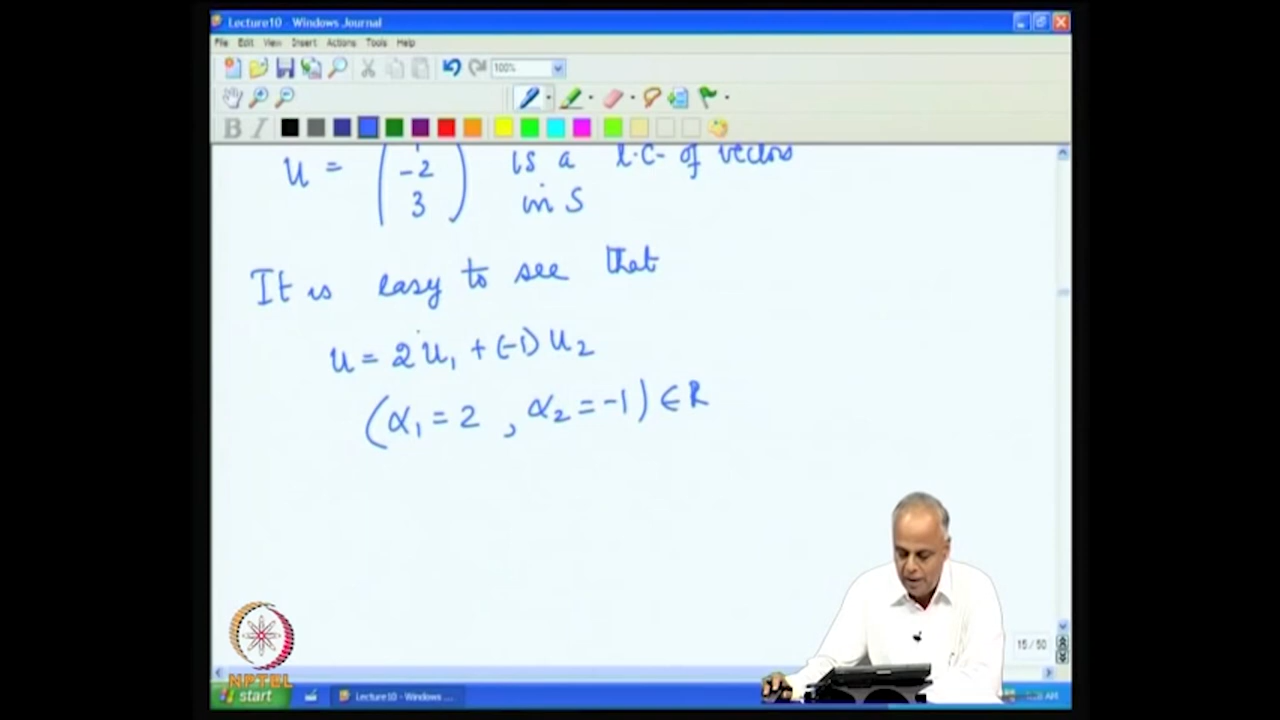 Lecture10 - Windows Journal
File Edit View Insert Actions Tools Help
100%
B I
u = ( -2 3 ) is a l.c. of vectors
in S
It is easy to see that
u = 2u₁ + (-1)u₂
(α₁ = 2 , α₂ = -1) ∈ R
15 / 50
NPTEL
start Lecture10 - Windows ...